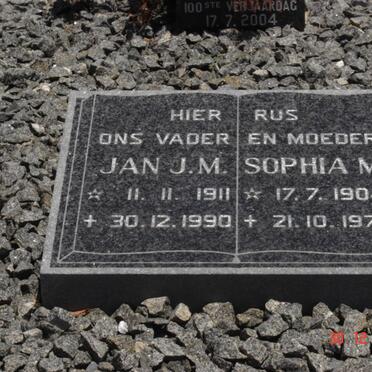 100STE VERJAARDAG
17.7.2004
HIER RUS
ONS VADER EN MOEDER
JAN J.M. SOPHIA M
☆ 11.11.1911 ☆ 17.7.190
+ 30.12.1990 + 21.10.197